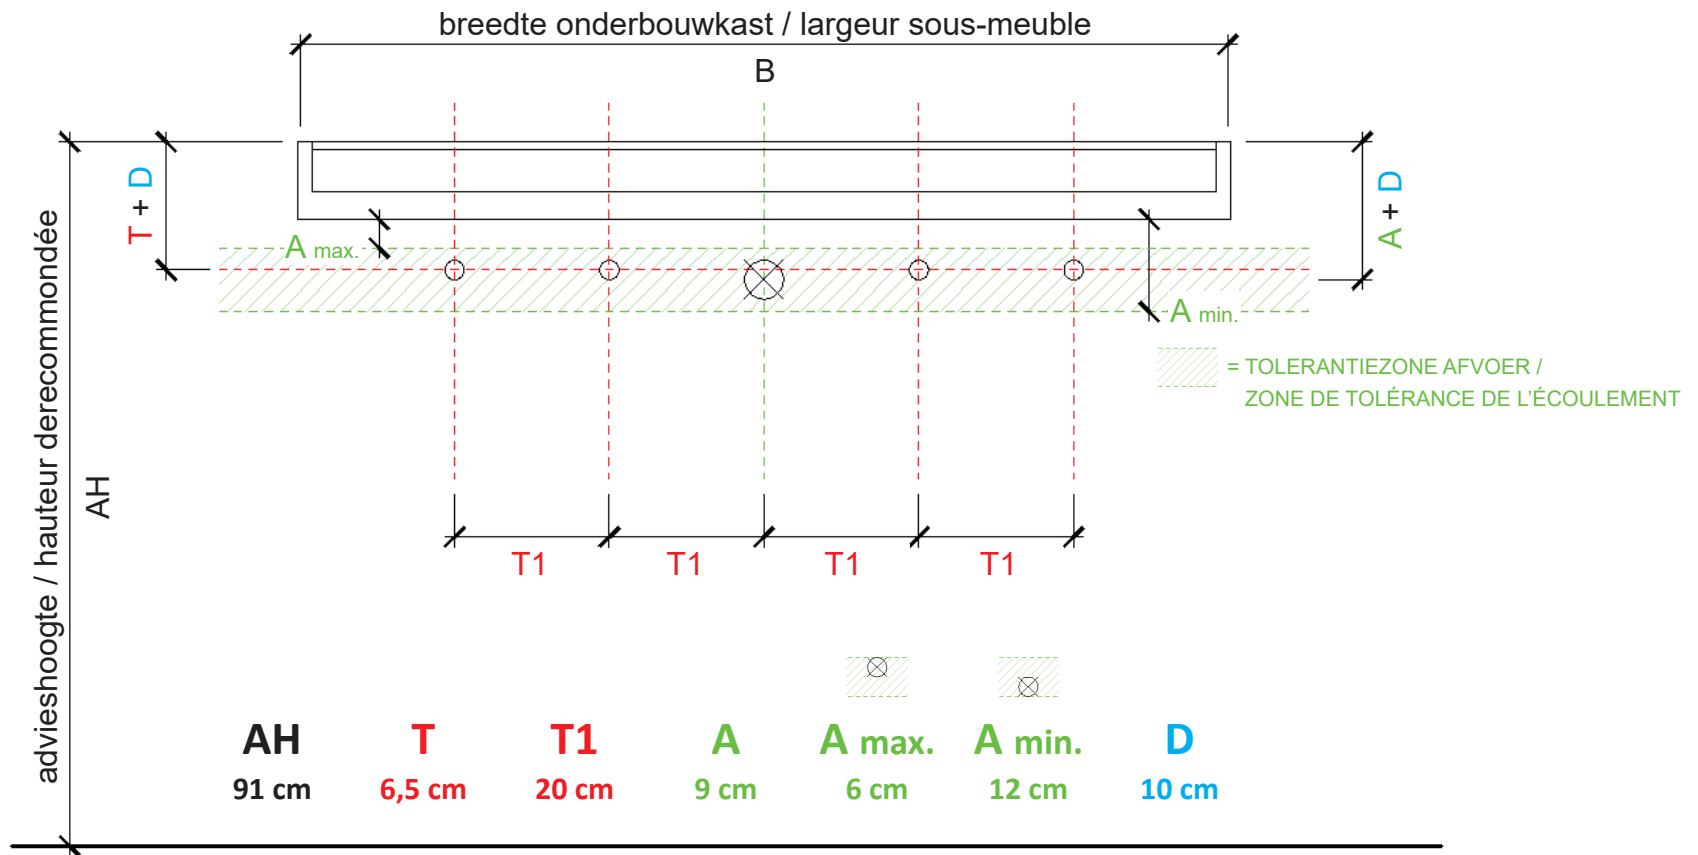 breedte onderbouwkast / largeur sous-meuble
B
T + D
A + D
A max.
A min.
= TOLERANTIEZONE AFVOER /
ZONE DE TOLÉRANCE DE L'ÉCOULEMENT
advieshoogte / hauteur derecommondée
AH
T1 T1 T1 T1
AH T T1 A A max. A min. D
91 cm 6,5 cm 20 cm 9 cm 6 cm 12 cm 10 cm